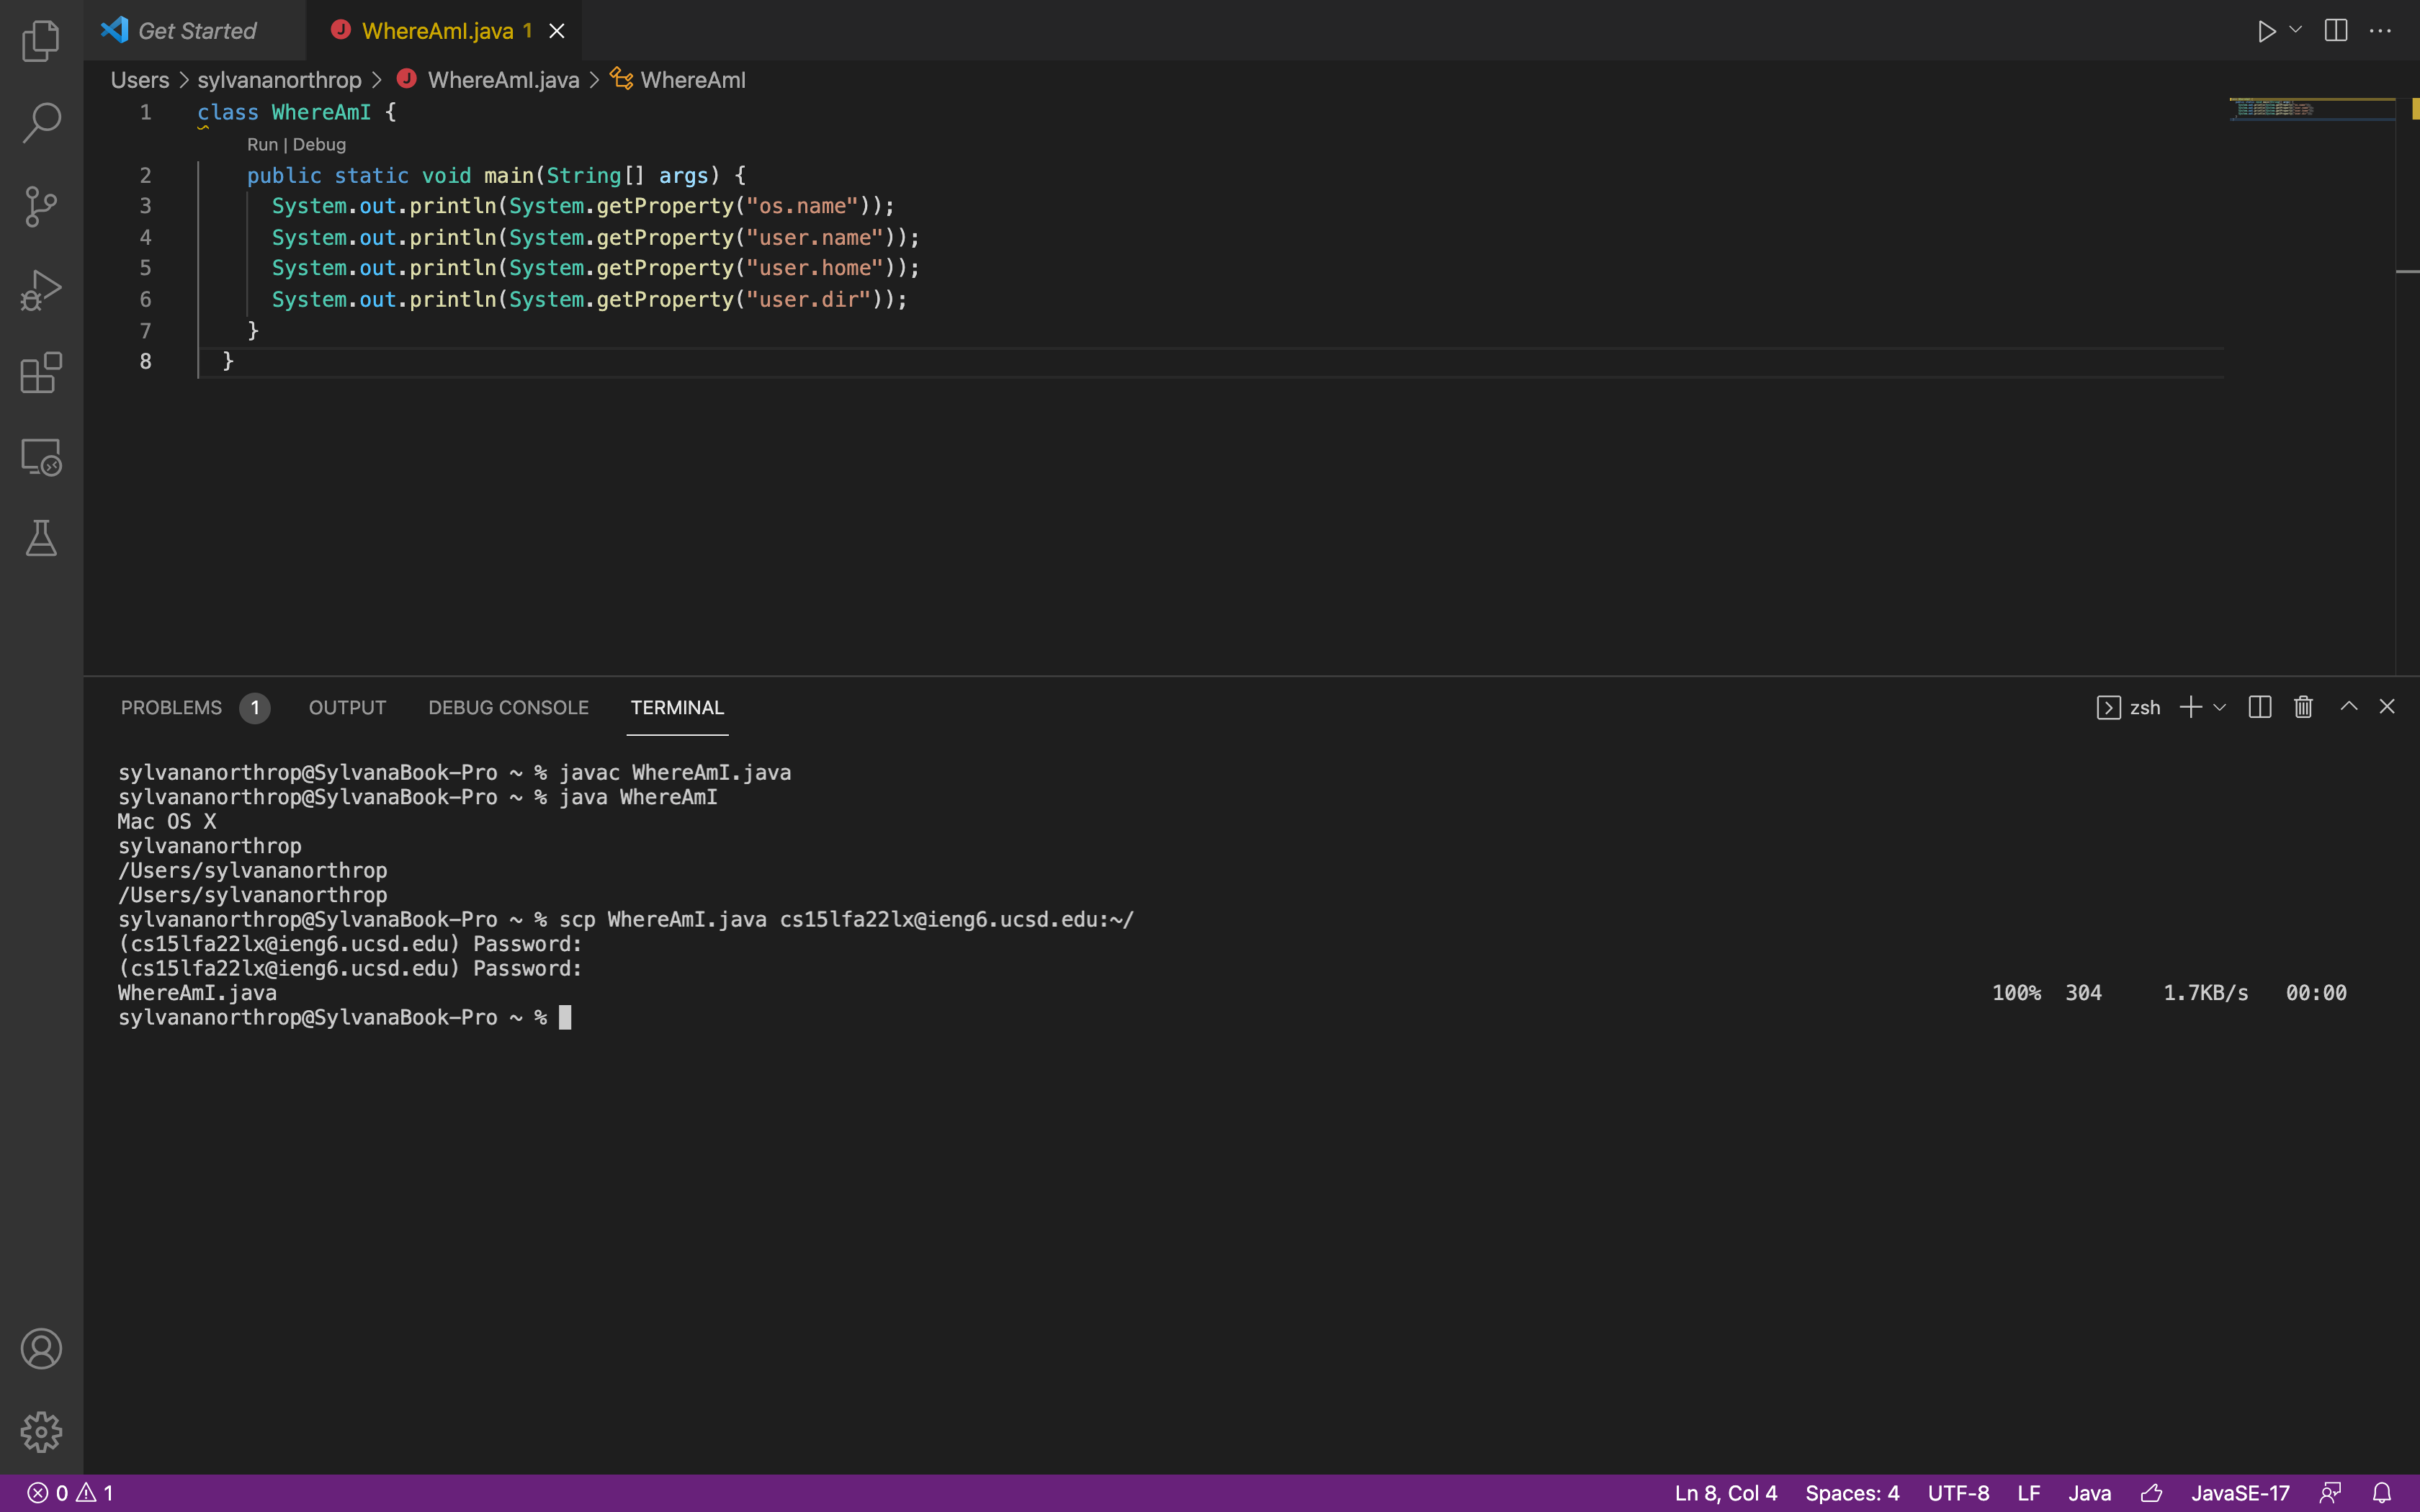 Get Started
WhereAmI.java 1
Users > sylvananorthrop > WhereAmI.java > WhereAmI
1 class WhereAmI {
Run | Debug
2 public static void main(String[] args) {
3 System.out.println(System.getProperty("os.name"));
4 System.out.println(System.getProperty("user.name"));
5 System.out.println(System.getProperty("user.home"));
6 System.out.println(System.getProperty("user.dir"));
7 }
8 }
PROBLEMS 1 OUTPUT DEBUG CONSOLE TERMINAL zsh
sylvananorthrop@SylvanaBook-Pro ~ % javac WhereAmI.java
sylvananorthrop@SylvanaBook-Pro ~ % java WhereAmI
Mac OS X
sylvananorthrop
/Users/sylvananorthrop
/Users/sylvananorthrop
sylvananorthrop@SylvanaBook-Pro ~ % scp WhereAmI.java cs15lfa22lx@ieng6.ucsd.edu:~/
(cs15lfa22lx@ieng6.ucsd.edu) Password:
(cs15lfa22lx@ieng6.ucsd.edu) Password:
WhereAmI.java 100% 304 1.7KB/s 00:00
sylvananorthrop@SylvanaBook-Pro ~ %
0 1 Ln 8, Col 4 Spaces: 4 UTF-8 LF Java JavaSE-17